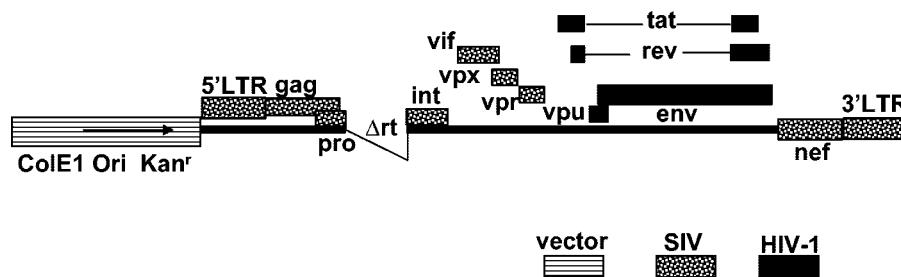 tat
vif
rev
vpx
5'LTR gag
int
vpr
3'LTR
Δrt
vpu
env
pro
nef
ColE1 Ori Kanʳ
vector
SIV
HIV-1